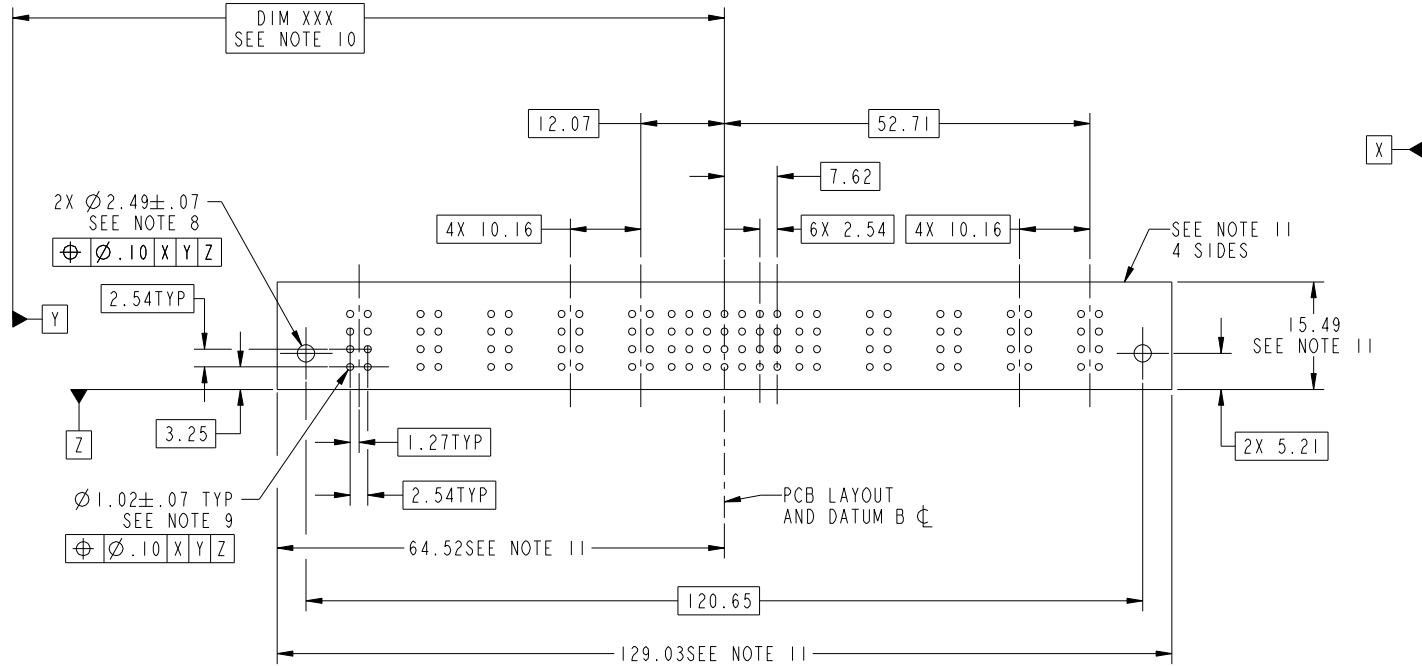 DIM XXX
SEE NOTE 10
12.07
52.71
X
7.62
2X Ø2.49±.07
SEE NOTE 8
⌖ Ø.10 X Y Z
4X 10.16
6X 2.54
4X 10.16
SEE NOTE 11
4 SIDES
2.54TYP
Y
15.49
SEE NOTE 11
Z
3.25
1.27TYP
2X 5.21
Ø1.02±.07 TYP
SEE NOTE 9
⌖ Ø.10 X Y Z
2.54TYP
PCB LAYOUT
AND DATUM B ℄
64.52SEE NOTE 11
120.65
129.03SEE NOTE 11